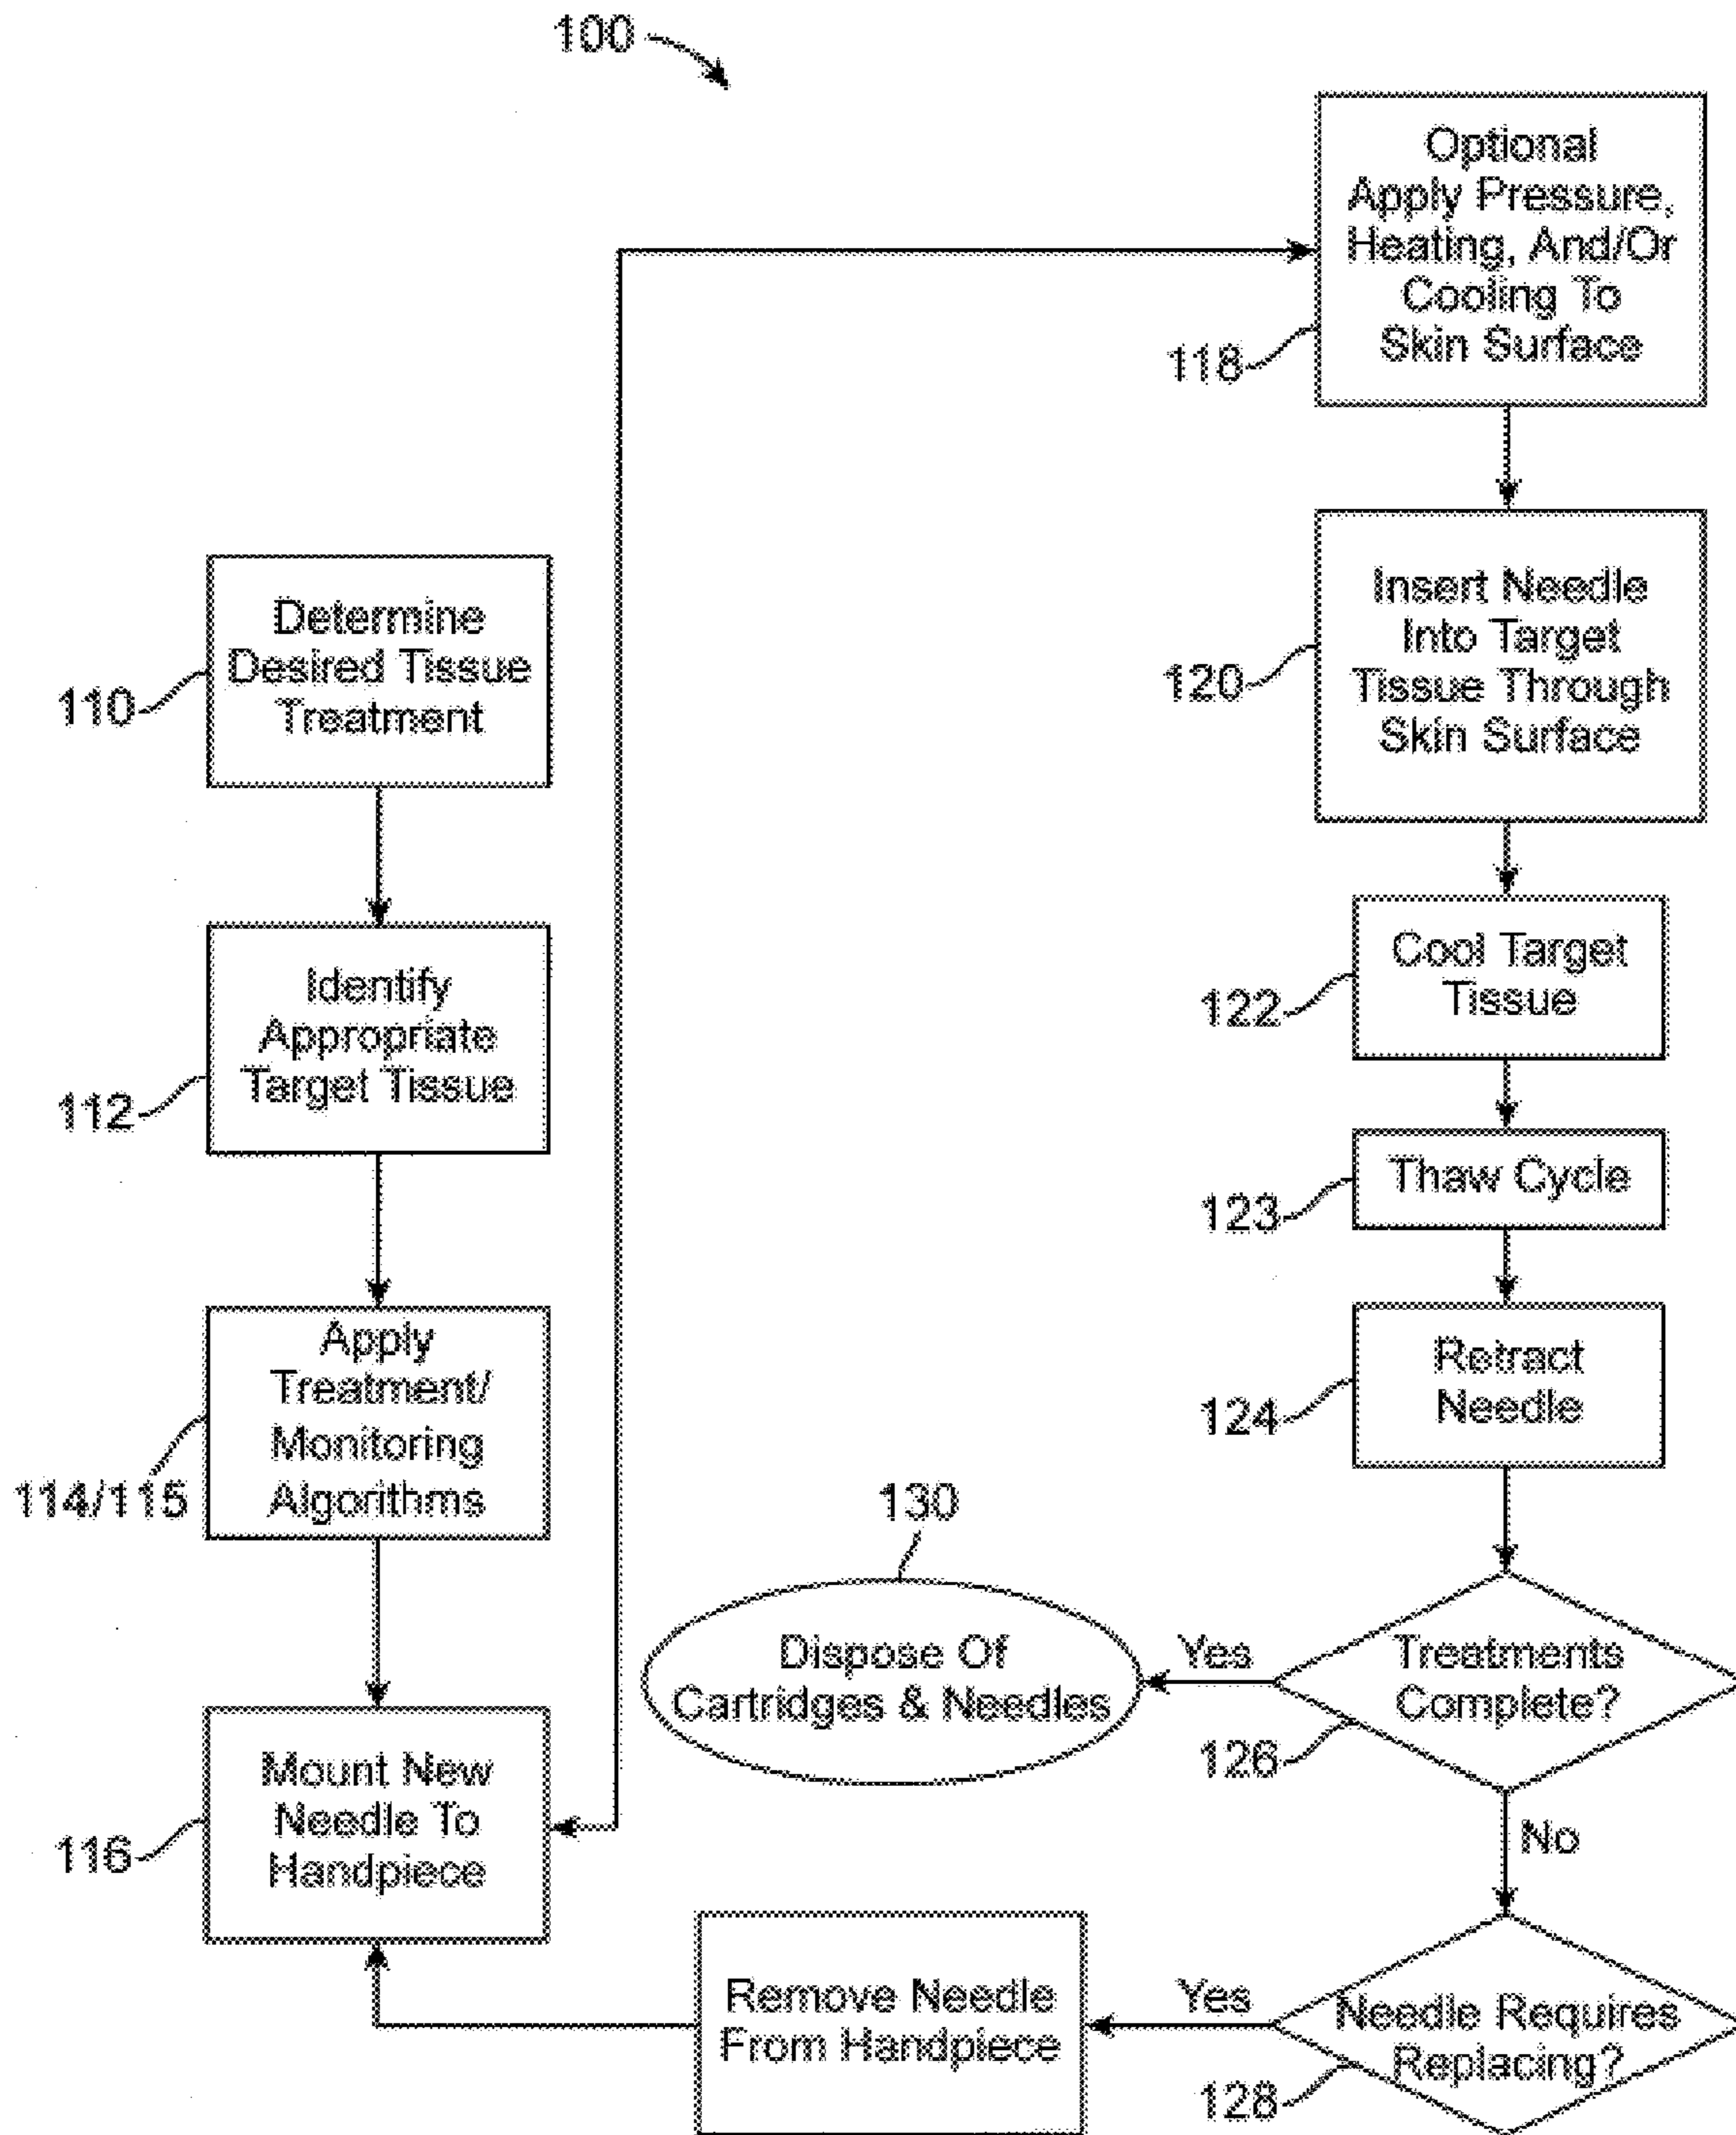 100
Determine
Desired Tissue
Treatment
110
Identify
Appropriate
Target Tissue
112
Apply
Treatment/
Monitoring
Algorithms
114/115
Mount New
Needle To
Handpiece
116
Optional
Apply Pressure,
Heating, And/Or
Cooling To
Skin Surface
118
Insert Needle
Into Target
Tissue Through
Skin Surface
120
Cool Target
Tissue
122
Thaw Cycle
123
Retract
Needle
124
Treatments
Complete?
126
Yes
Dispose Of
Cartridges & Needles
130
No
Needle Requires
Replacing?
128
Yes
Remove Needle
From Handpiece